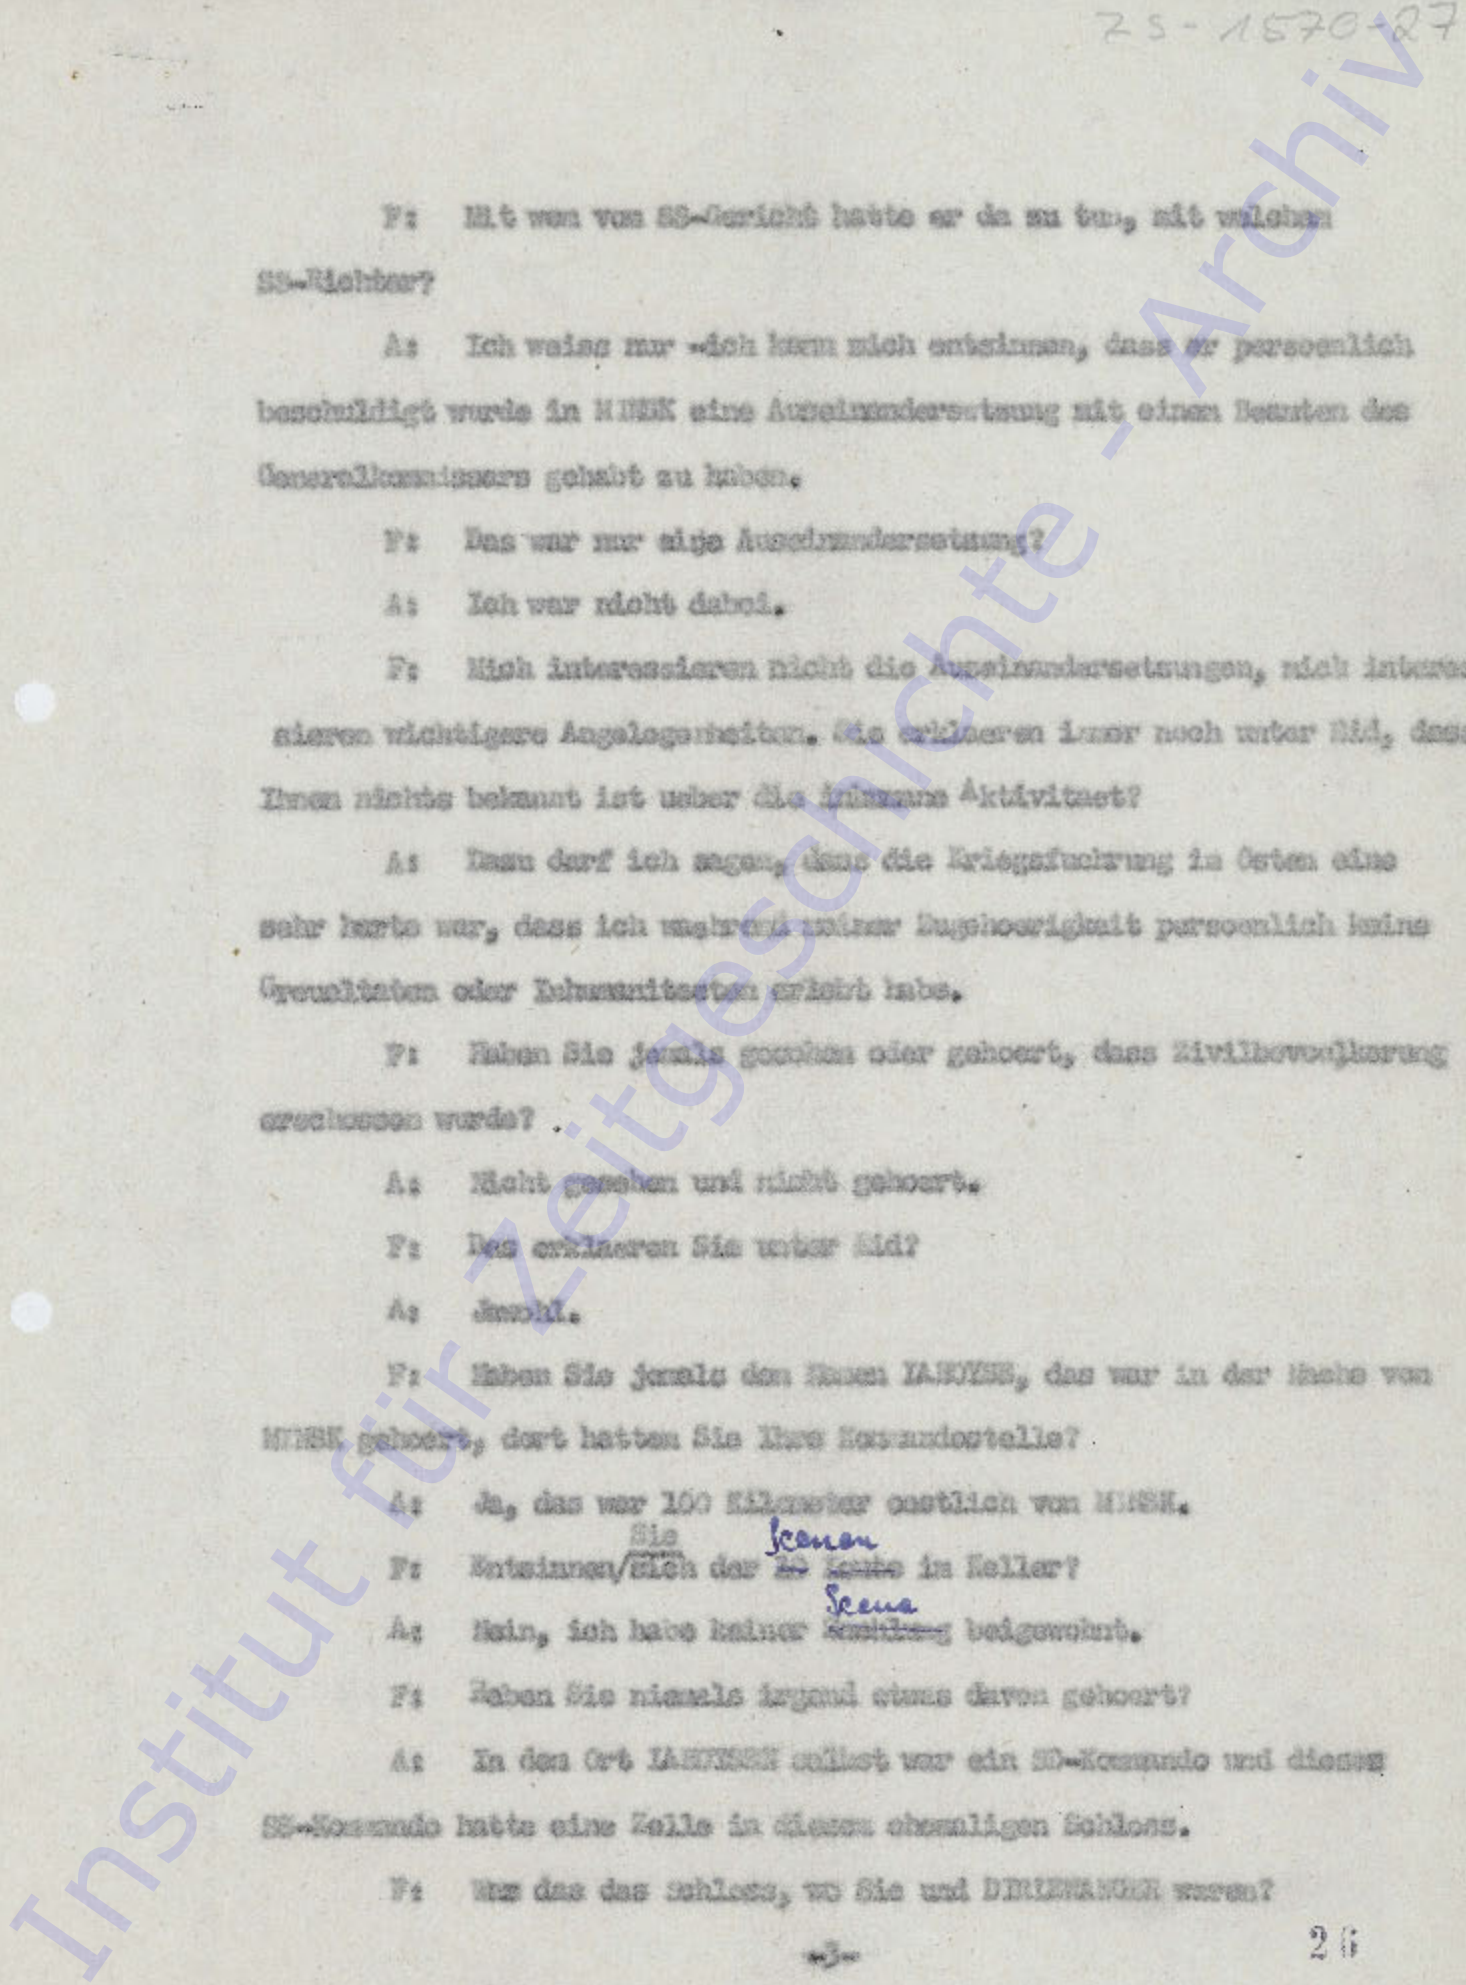 ZS-1570-27
F: Mit wem vom SS-Gericht hatte er da zu tun, mit welchem
SS-Richter?
A: Ich weiss nur -ich kann mich entsinnen, dass er persoenlich
beschuldigt wurde in MINSK eine Auseinandersetzung mit einem Beamten des
Generalkommissars gehabt zu haben.
F: Das war nur eine Auseinandersetzung?
A: Ich war nicht dabei.
F: Mich interessieren nicht die Auseinandersetzungen, mich interes
sieren wichtigere Angelegenheiten. Sie erklaeren immer noch unter Eid, dass
Ihnen nichts bekannt ist ueber die inhumane Aktivitaet?
A: Dazu darf ich sagen, dass die Kriegsfuehrung im Osten eine
sehr harte war, dass ich waehrend meiner Zugehoerigkeit persoenlich keine
Greueltaten oder Inhumanitaeten erlebt habe.
F: Haben Sie jemals gesehen oder gehoert, dass Zivilbevoelkerung
erschossen wurde?
A: Nicht gesehen und nicht gehoert.
F: Das erklaeren Sie unter Eid?
A: Jawohl.
F: Haben Sie jemals den Namen, das war in der Naehe von
MINSK gehoert, dort hatten Sie Ihre Kommandostelle?
A: Ja, das war 100 Kilometer oestlich von MINSK.
Sie Scenen
F: Entsinnen/sich der im Keller?
Scene
A: Nein, ich habe keiner beigewohnt.
F: Haben Sie niemals irgend etwas davon gehoert?
A: In dem Ort selbst war ein SD-Kommando und dieses
SS-Kommando hatte eine Zelle in diesem ehemaligen Schloss.
F: War das das Schloss, wo Sie und DIRLEWANGER waren?
-3-
26
Institut für Zeitgeschichte - Archiv